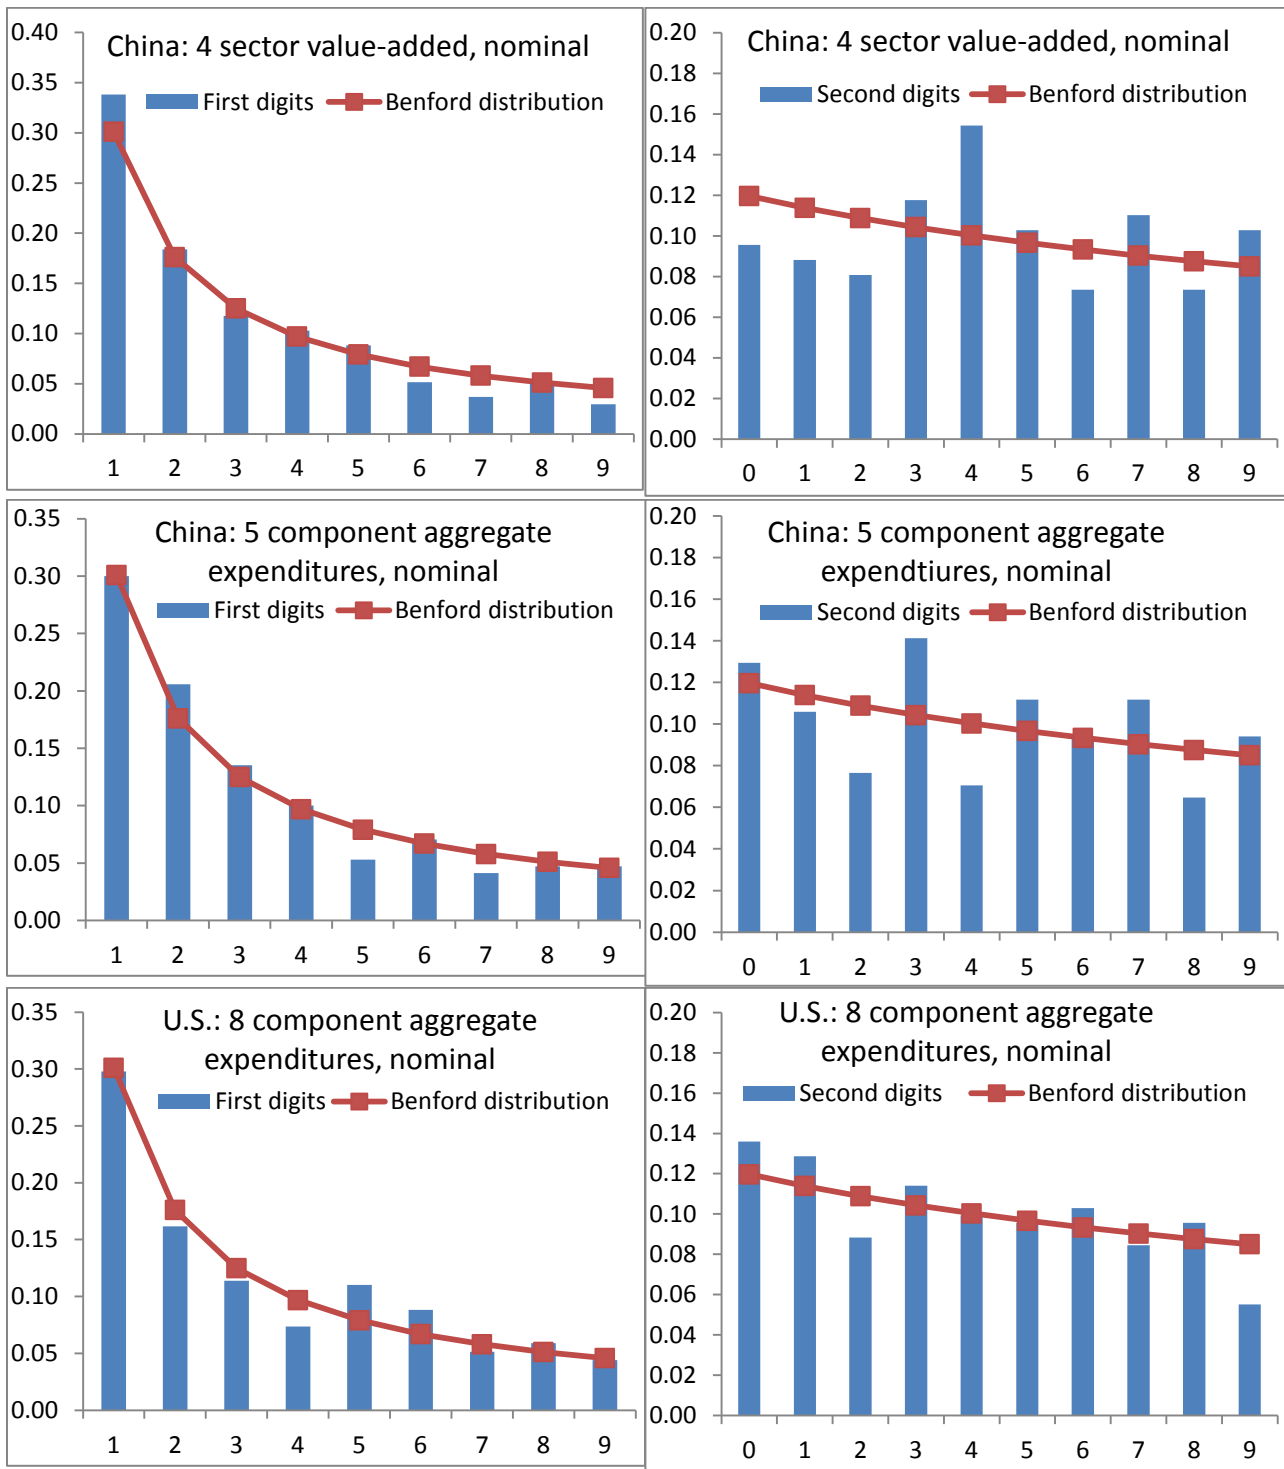 China: 4 sector value-added, nominal
First digits Benford distribution
0.40
0.35
0.30
0.25
0.20
0.15
0.10
0.05
0.00
1 2 3 4 5 6 7 8 9
China: 4 sector value-added, nominal
Second digits Benford distribution
0.20
0.18
0.16
0.14
0.12
0.10
0.08
0.06
0.04
0.02
0.00
0 1 2 3 4 5 6 7 8 9
China: 5 component aggregate
expenditures, nominal
First digits Benford distribution
0.35
0.30
0.25
0.20
0.15
0.10
0.05
0.00
1 2 3 4 5 6 7 8 9
China: 5 component aggregate
expendtiures, nominal
Second digits Benford distribution
0.20
0.18
0.16
0.14
0.12
0.10
0.08
0.06
0.04
0.02
0.00
0 1 2 3 4 5 6 7 8 9
U.S.: 8 component aggregate
expenditures, nominal
First digits Benford distribution
0.35
0.30
0.25
0.20
0.15
0.10
0.05
0.00
1 2 3 4 5 6 7 8 9
U.S.: 8 component aggregate
expenditures, nominal
Second digits Benford distribution
0.20
0.18
0.16
0.14
0.12
0.10
0.08
0.06
0.04
0.02
0.00
0 1 2 3 4 5 6 7 8 9